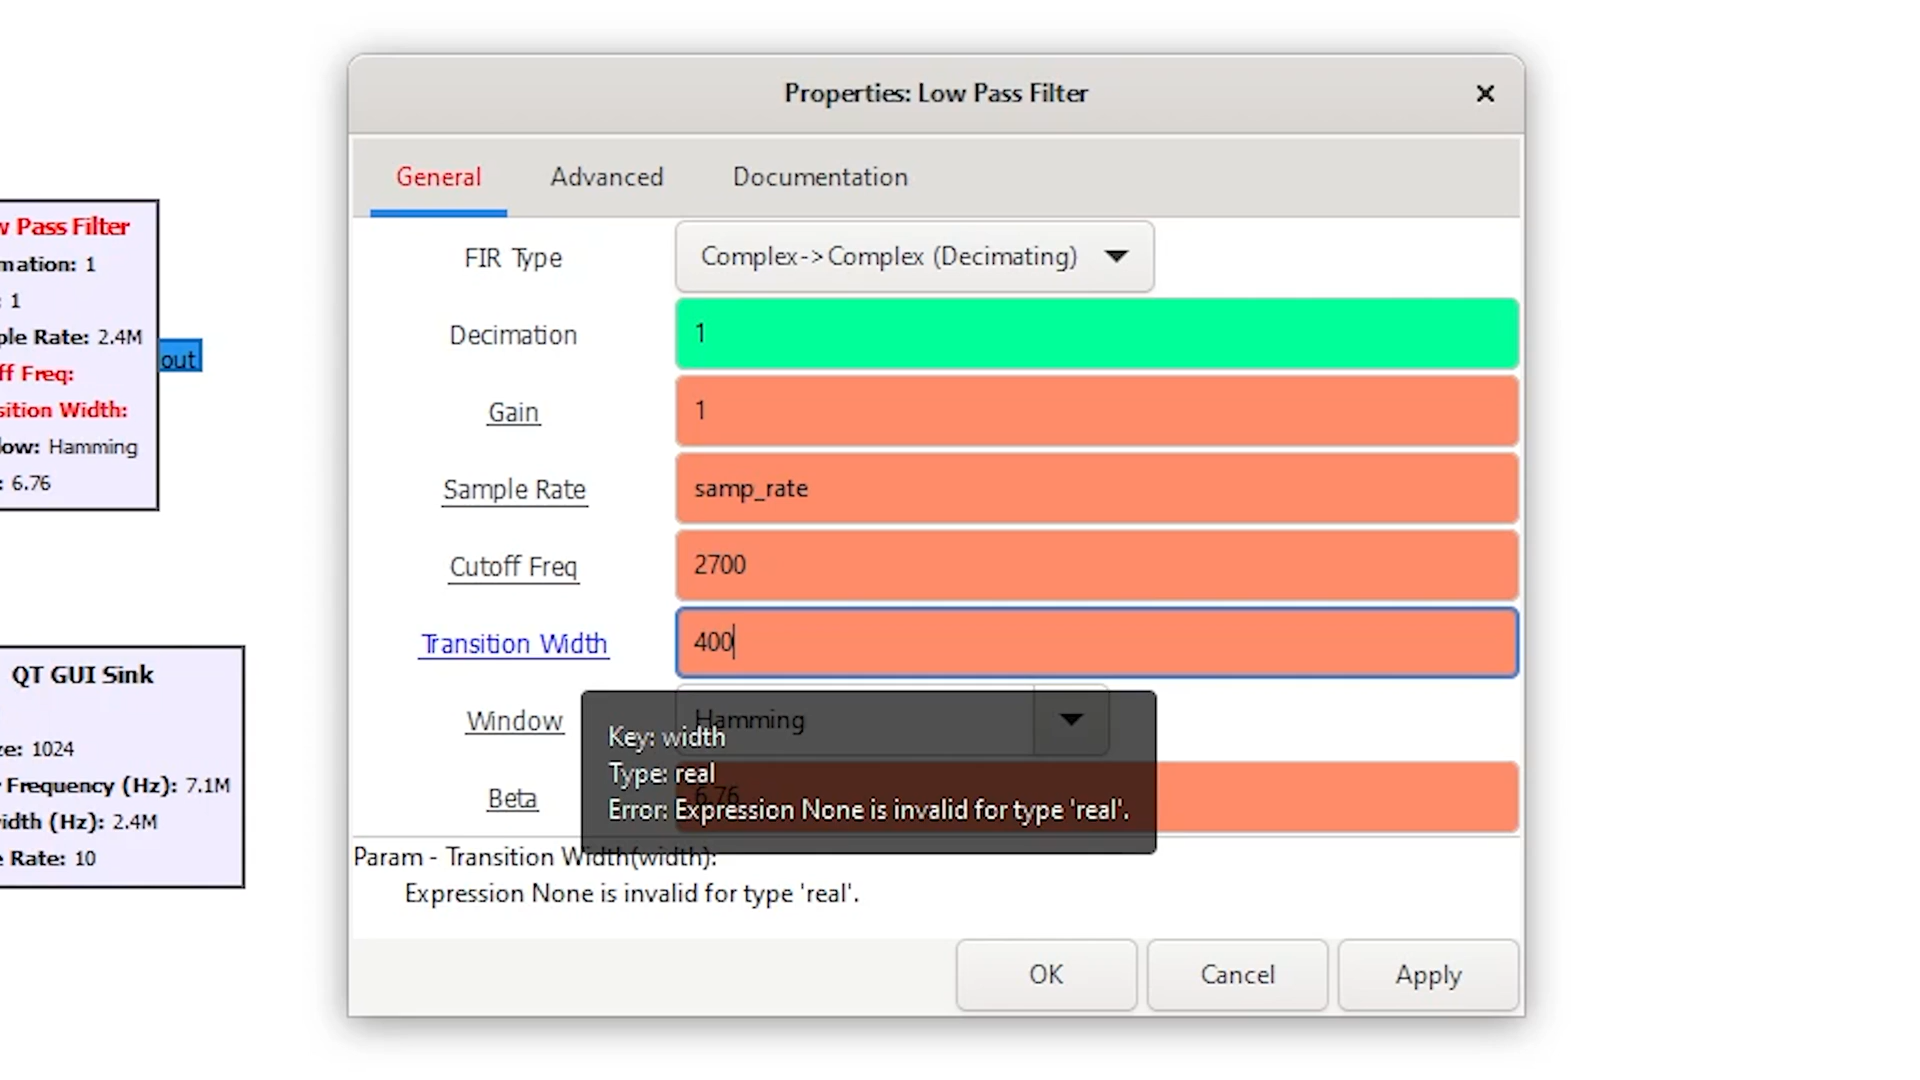 Properties: Low Pass Filter
General
Advanced
Documentation
FIR Type
Complex->Complex (Decimating)
Decimation
1
Gain
1
Sample Rate
samp_rate
Cutoff Freq
2700
Transition Width
400
Window
Hamming
Beta
6.76
Key: width
Type: real
Error: Expression None is invalid for type 'real'.
Param - Transition Width(width):
Expression None is invalid for type 'real'.
OK
Cancel
Apply
w Pass Filter
mation: 1
: 1
ple Rate: 2.4M
ff Freq:
sition Width:
low: Hamming
: 6.76
out
QT GUI Sink
ze: 1024
r Frequency (Hz): 7.1M
idth (Hz): 2.4M
e Rate: 10